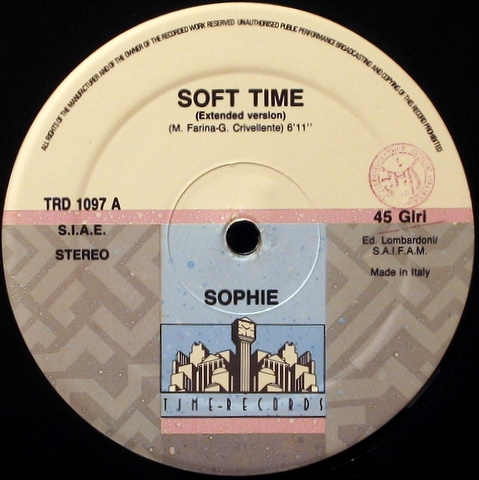 ALL RIGHTS OF THE MANUFACTURER AND OF THE OWNER OF THE RECORDED WORK RESERVED · UNAUTHORISED PUBLIC PERFORMANCE BROADCASTING AND COPYING OF THIS RECORD PROHIBITED
SOFT TIME
(Extended version)
(M. Farina-G. Crivellente) 6'11''
TRD 1097 A
S.I.A.E.
STEREO
45 Giri
Ed. Lombardoni/
S.A.I.F.A.M.
Made in Italy
SOPHIE
TIME-RECORDS